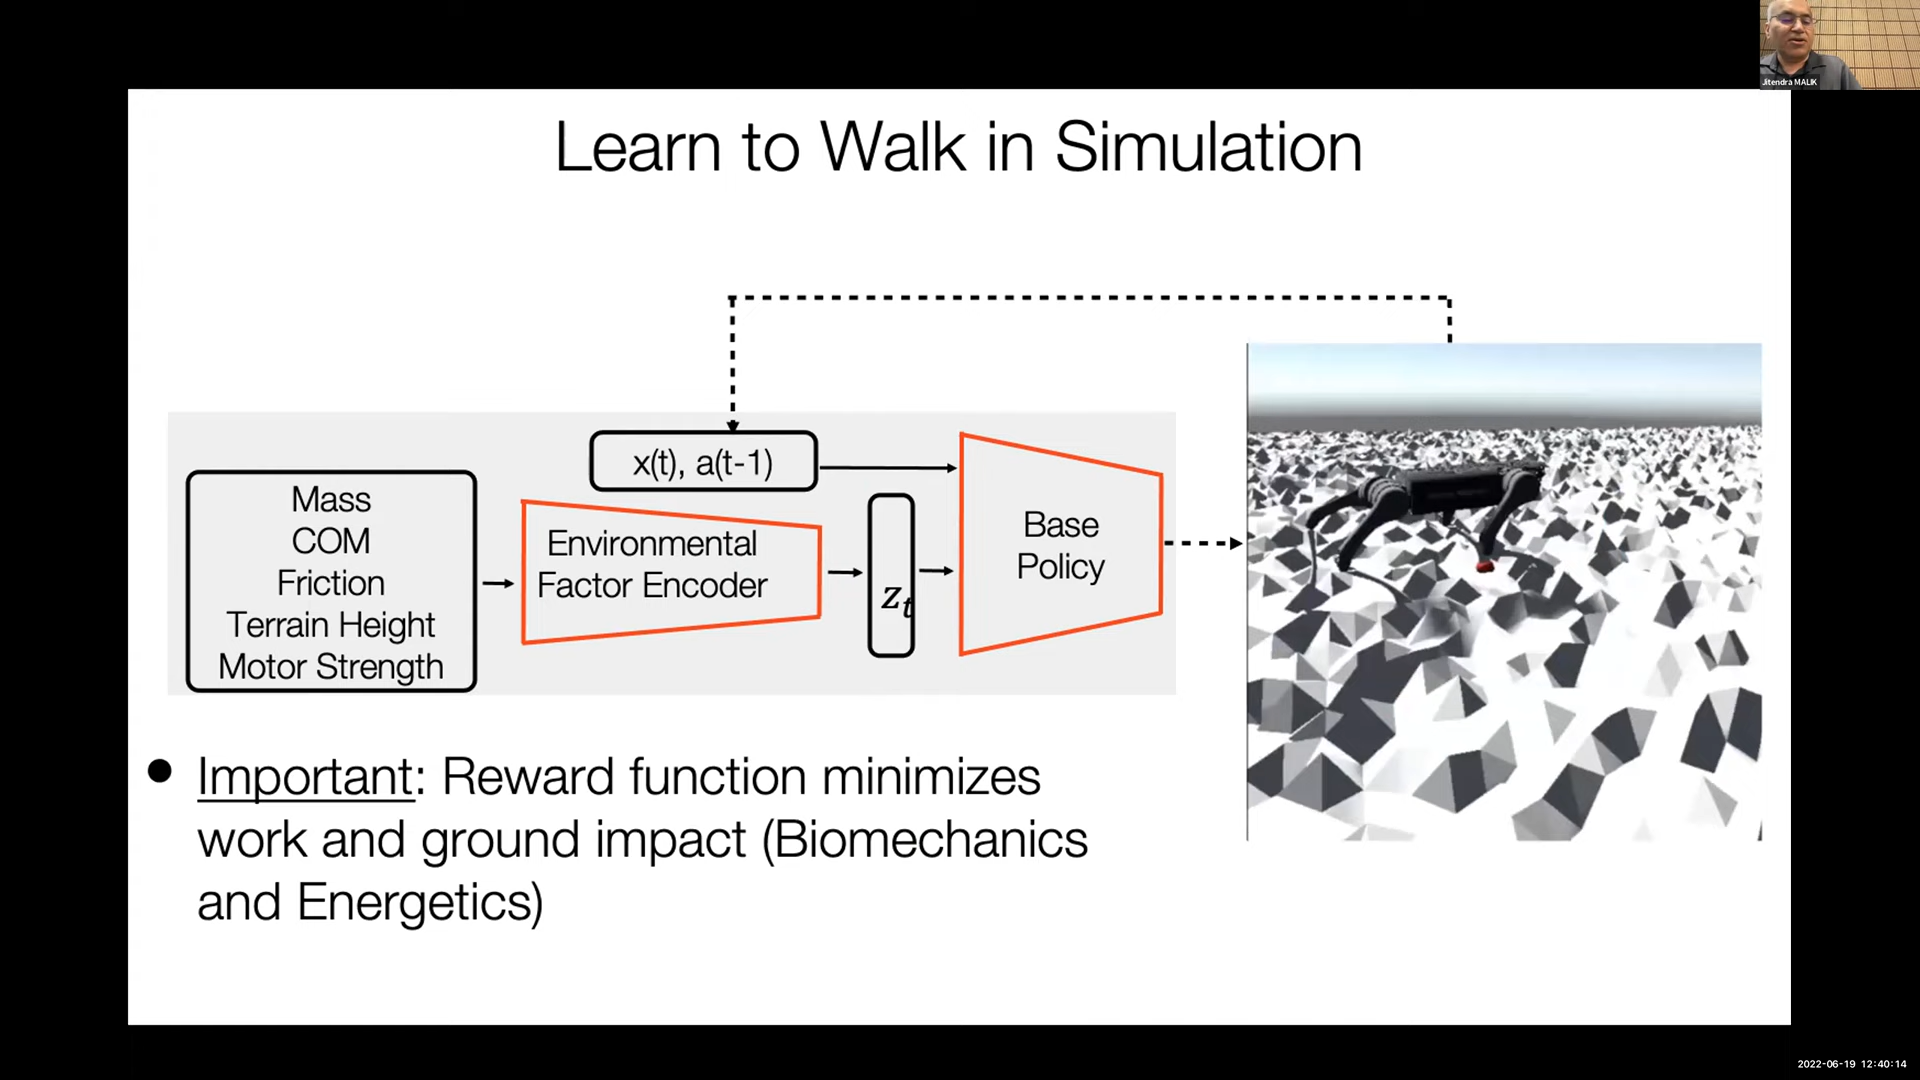 Jitendra MALIK
Learn to Walk in Simulation
x(t), a(t-1)
Mass
COM
Friction
Terrain Height
Motor Strength
Environmental
Factor Encoder
z_t
Base
Policy
• Important: Reward function minimizes
work and ground impact (Biomechanics
and Energetics)
2022-06-19 12:40:14